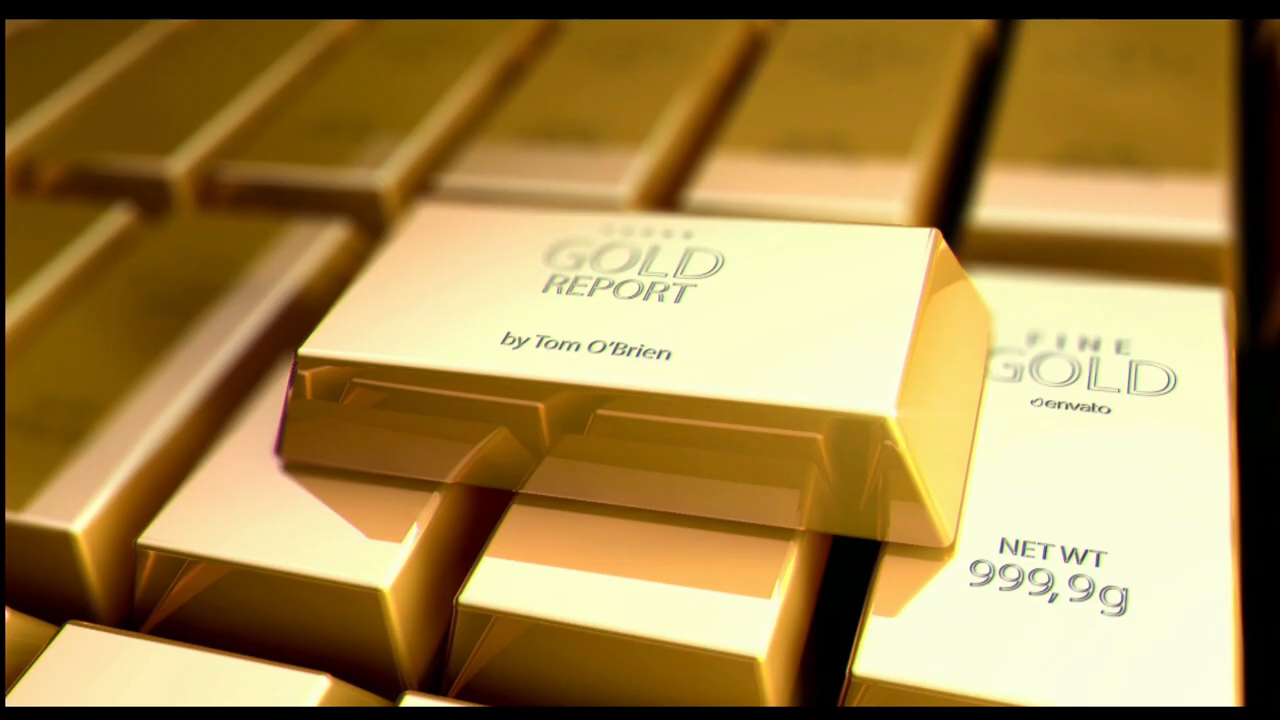 GOLD
REPORT
by Tom O'Brien
FINE
GOLD
envato
NET WT
999,9g